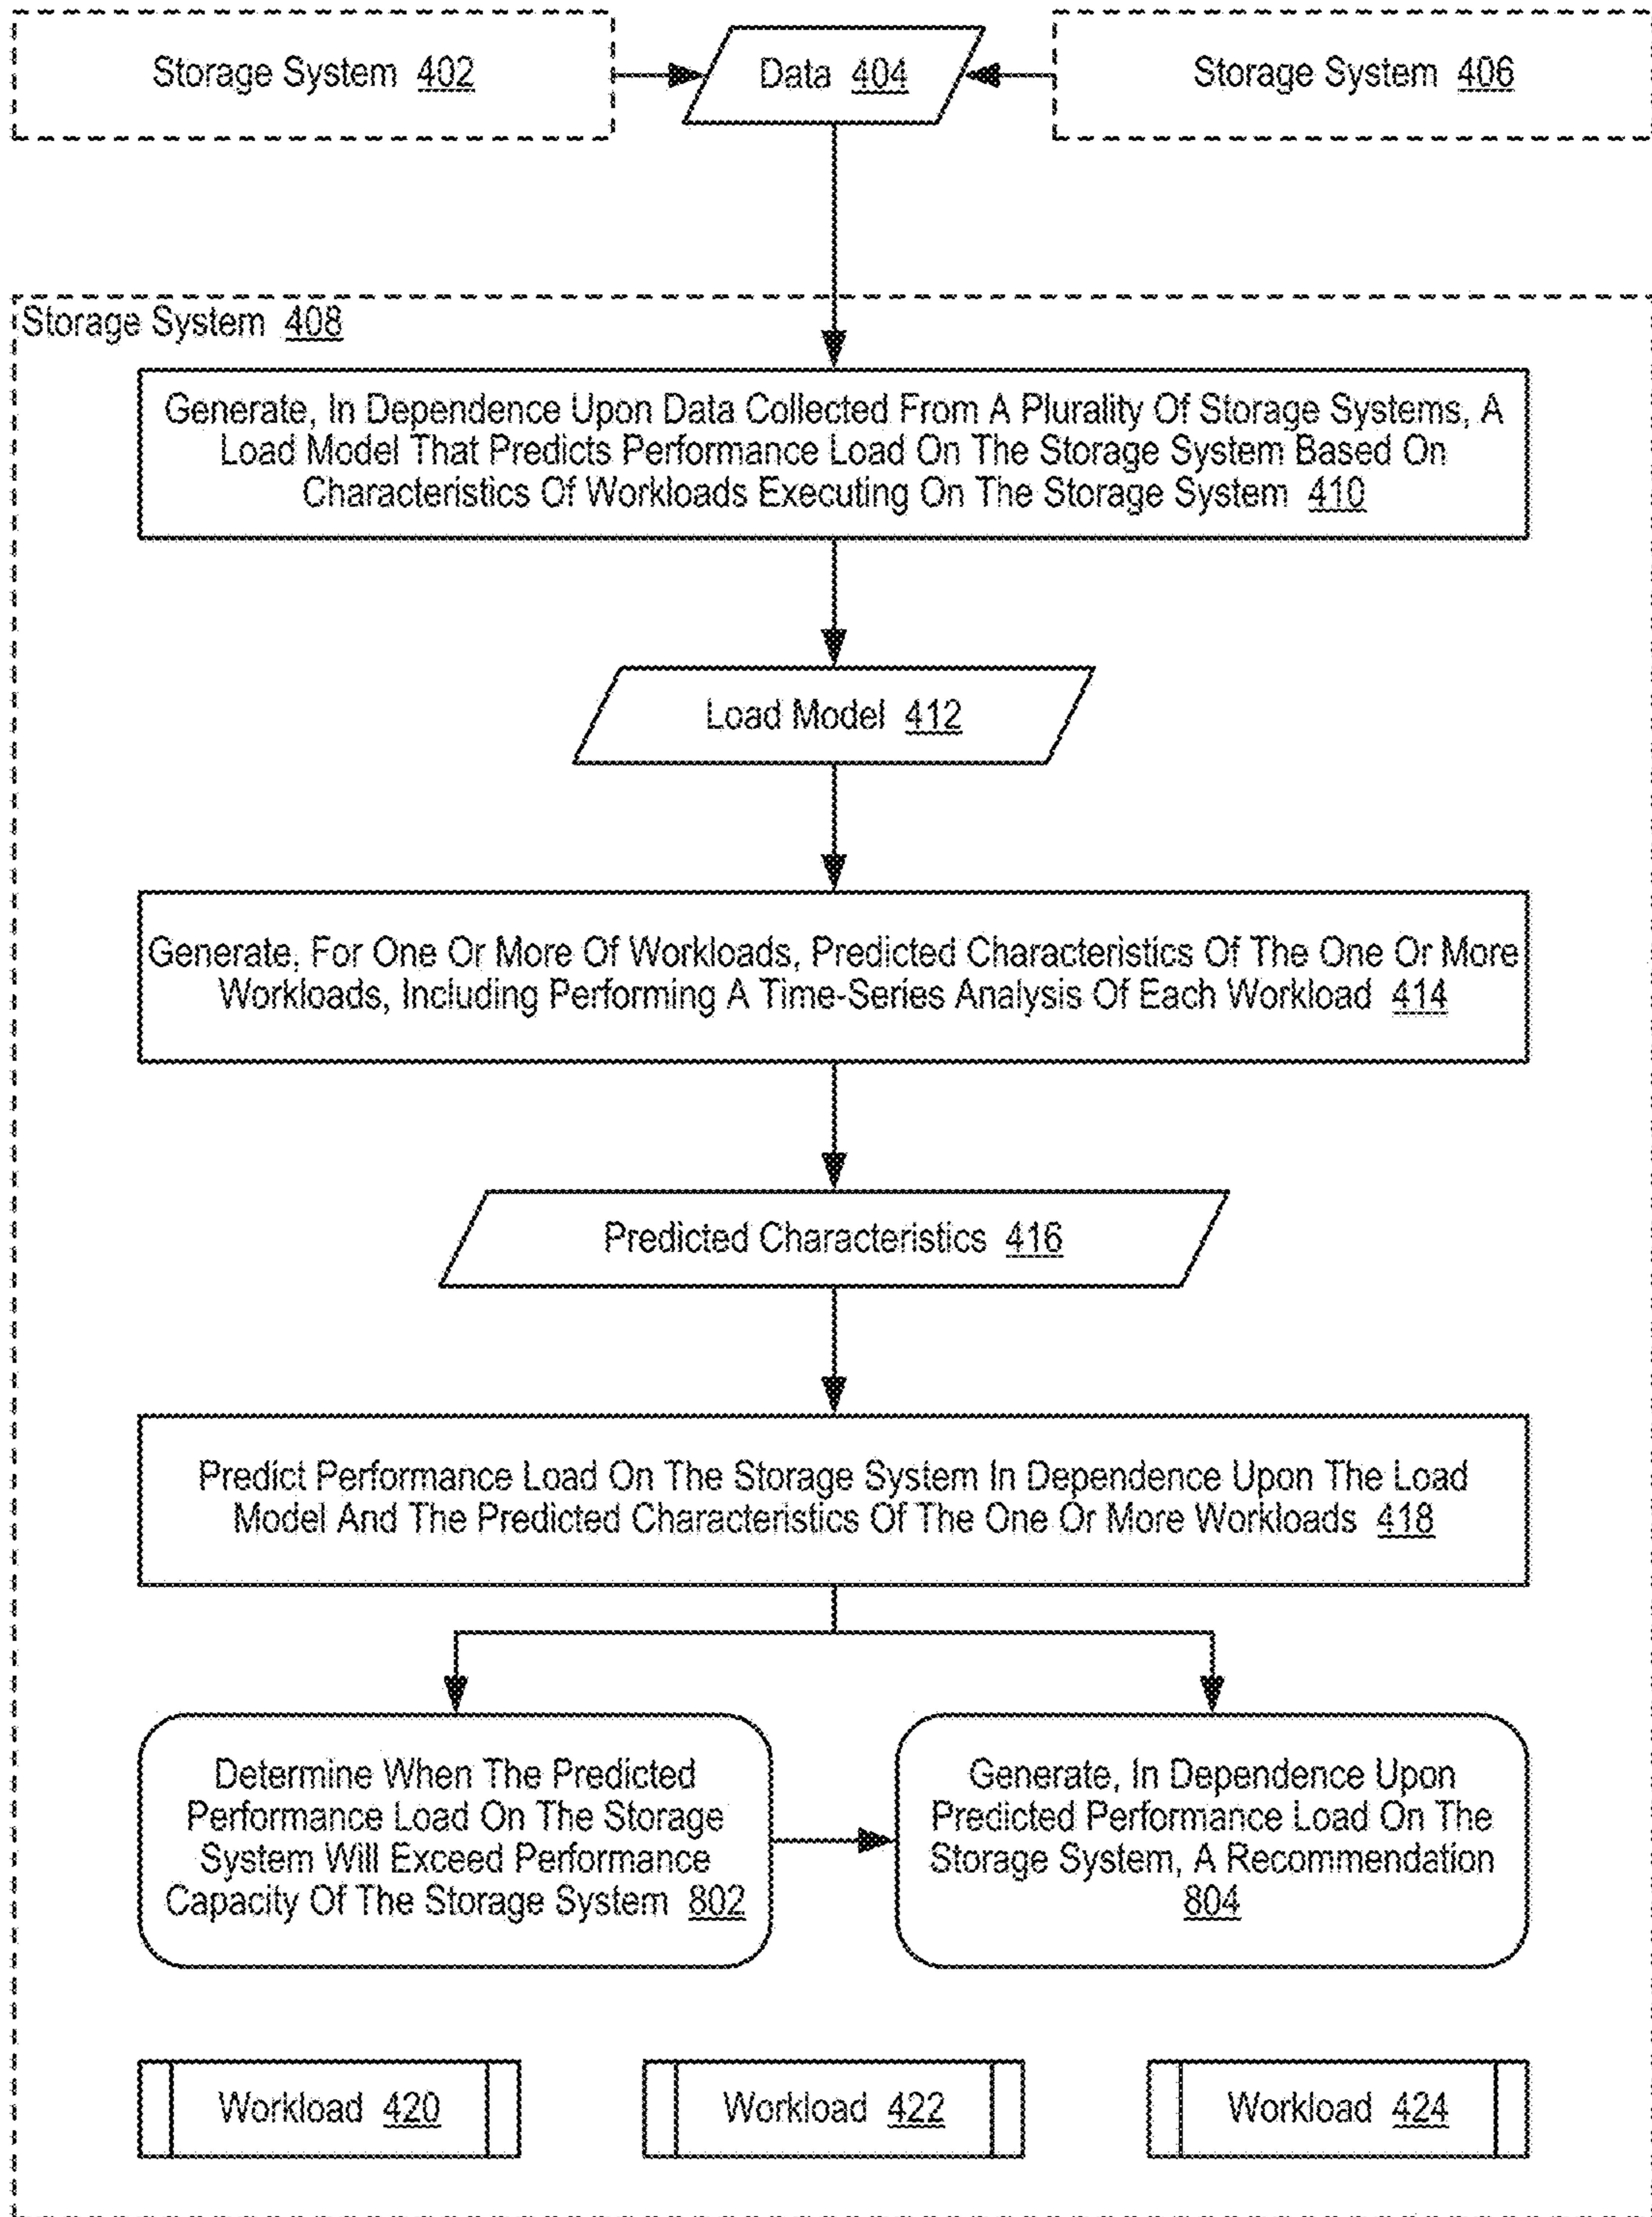 Storage System 402
Data 404
Storage System 406
Storage System 408
Generate, In Dependence Upon Data Collected From A Plurality Of Storage Systems, A
Load Model That Predicts Performance Load On The Storage System Based On
Characteristics Of Workloads Executing On The Storage System 410
Load Model 412
Generate, For One Or More Of Workloads, Predicted Characteristics Of The One Or More
Workloads, Including Performing A Time-Series Analysis Of Each Workload 414
Predicted Characteristics 416
Predict Performance Load On The Storage System In Dependence Upon The Load
Model And The Predicted Characteristics Of The One Or More Workloads 418
Determine When The Predicted
Performance Load On The Storage
System Will Exceed Performance
Capacity Of The Storage System 802
Generate, In Dependence Upon
Predicted Performance Load On The
Storage System, A Recommendation
804
Workload 420
Workload 422
Workload 424